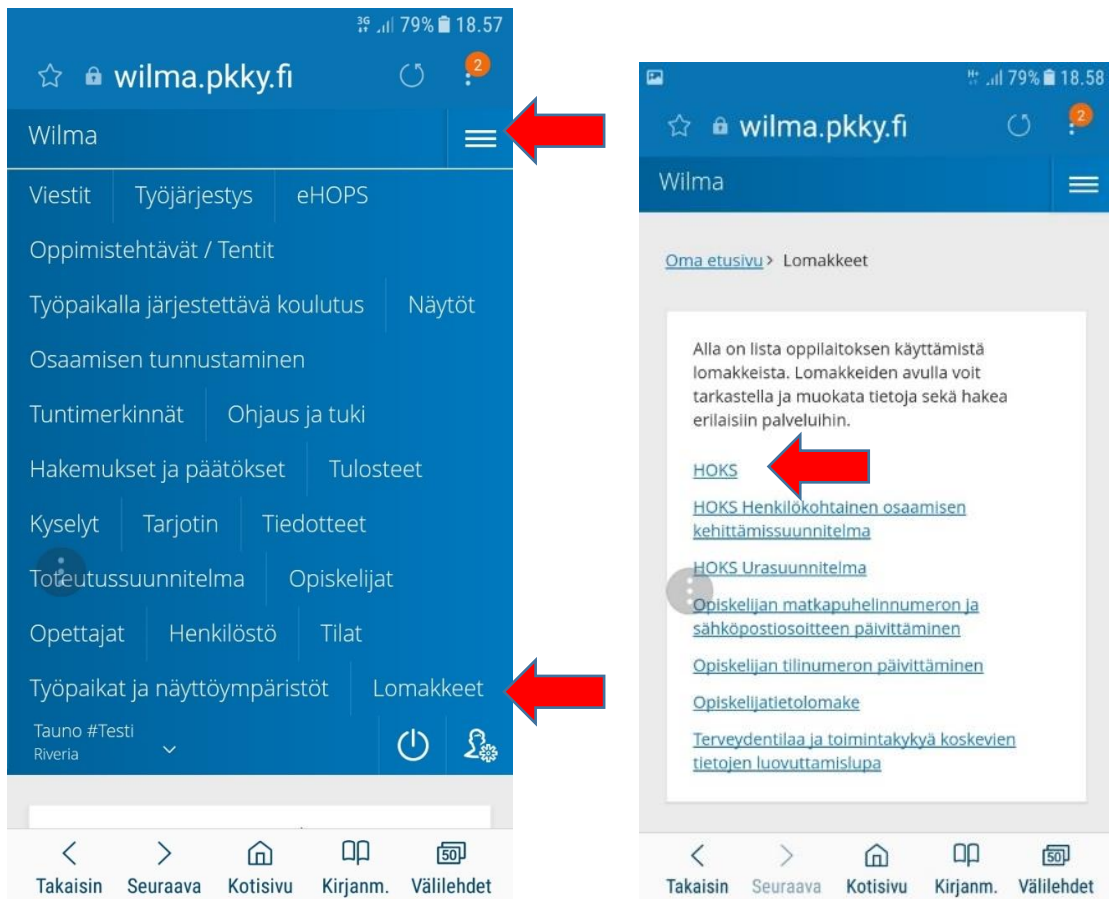 3G 79% 18.57
wilma.pkky.fi 2
Wilma
Viestit Työjärjestys eHOPS
Oppimistehtävät / Tentit
Työpaikalla järjestettävä koulutus Näytöt
Osaamisen tunnustaminen
Tuntimerkinnät Ohjaus ja tuki
Hakemukset ja päätökset Tulosteet
Kyselyt Tarjotin Tiedotteet
Toteutussuunnitelma Opiskelijat
Opettajat Henkilöstö Tilat
Työpaikat ja näyttöympäristöt Lomakkeet
Tauno #Testi
Riveria
50
Takaisin Seuraava Kotisivu Kirjanm. Välilehdet
H+ 79% 18.58
wilma.pkky.fi 2
Wilma
Oma etusivu > Lomakkeet
Alla on lista oppilaitoksen käyttämistä
lomakkeista. Lomakkeiden avulla voit
tarkastella ja muokata tietoja sekä hakea
erilaisiin palveluihin.
HOKS
HOKS Henkilökohtainen osaamisen
kehittämissuunnitelma
HOKS Urasuunnitelma
Opiskelijan matkapuhelinnumeron ja
sähköpostiosoitteen päivittäminen
Opiskelijan tilinumeron päivittäminen
Opiskelijatietolomake
Terveydentilaa ja toimintakykyä koskevien
tietojen luovuttamislupa
50
Takaisin Seuraava Kotisivu Kirjanm. Välilehdet